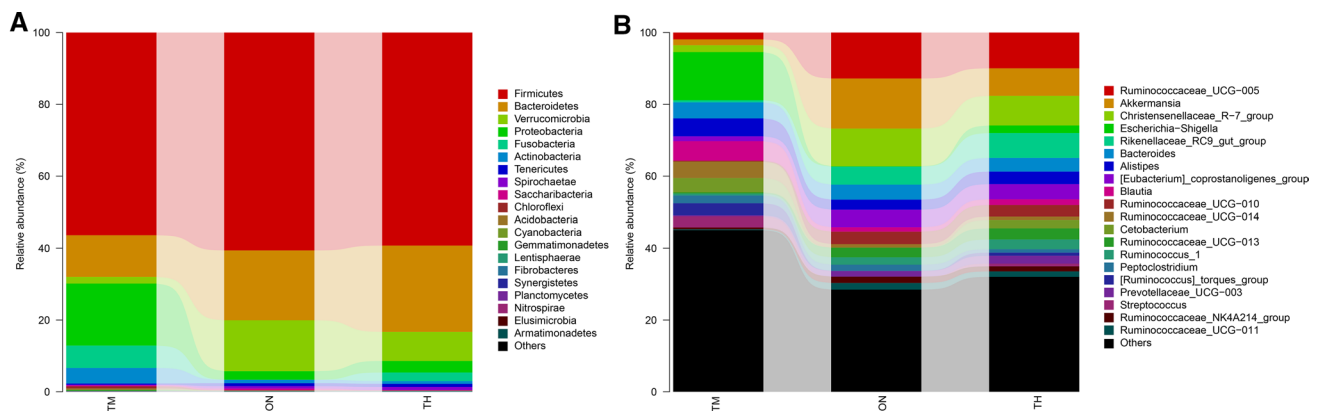 A
100
80
60
40
20
0
Relative abundance (%)
TM
ON
TH
Firmicutes
Bacteroidetes
Verrucomicrobia
Proteobacteria
Fusobacteria
Actinobacteria
Tenericutes
Spirochaetae
Saccharibacteria
Chloroflexi
Acidobacteria
Cyanobacteria
Gemmatimonadetes
Lentisphaerae
Fibrobacteres
Synergistetes
Planctomycetes
Nitrospirae
Elusimicrobia
Armatimonadetes
Others
B
100
80
60
40
20
0
Relative abundance (%)
TM
ON
TH
Ruminococcaceae_UCG−005
Akkermansia
Christensenellaceae_R−7_group
Escherichia−Shigella
Rikenellaceae_RC9_gut_group
Bacteroides
Alistipes
[Eubacterium]_coprostanoligenes_group
Blautia
Ruminococcaceae_UCG−010
Ruminococcaceae_UCG−014
Cetobacterium
Ruminococcaceae_UCG−013
Ruminococcus_1
Peptoclostridium
[Ruminococcus]_torques_group
Prevotellaceae_UCG−003
Streptococcus
Ruminococcaceae_NK4A214_group
Ruminococcaceae_UCG−011
Others